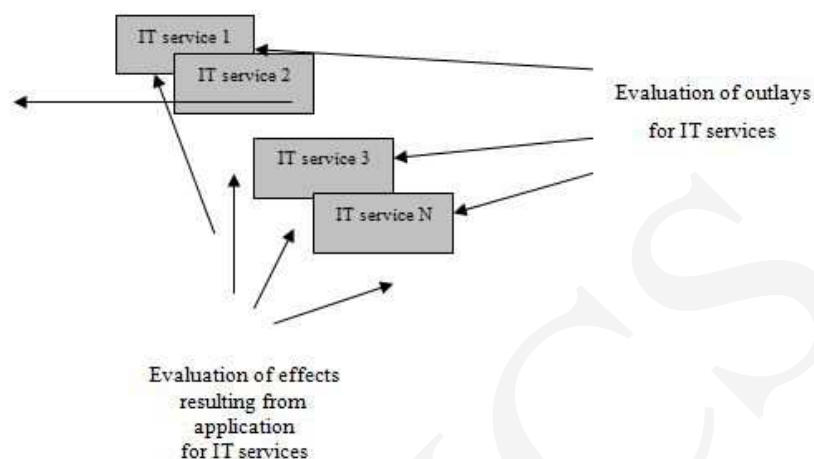 IT service 1
IT service 2
Evaluation of outlays
for IT services
IT service 3
IT service N
Evaluation of effects
resulting from
application
for IT services